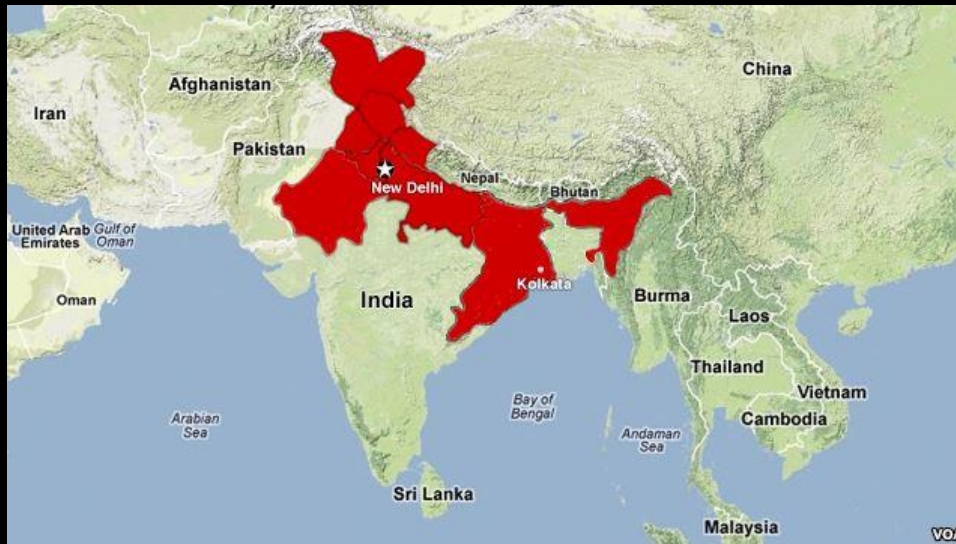 China
Afghanistan
Iran
Pakistan
Nepal
New Delhi
Bhutan
United Arab
Emirates
Gulf of
Oman
Kolkata
Oman
India
Burma
Laos
Thailand
Vietnam
Bay of
Bengal
Arabian
Sea
Andaman
Sea
Cambodia
Sri Lanka
Malaysia
VOA